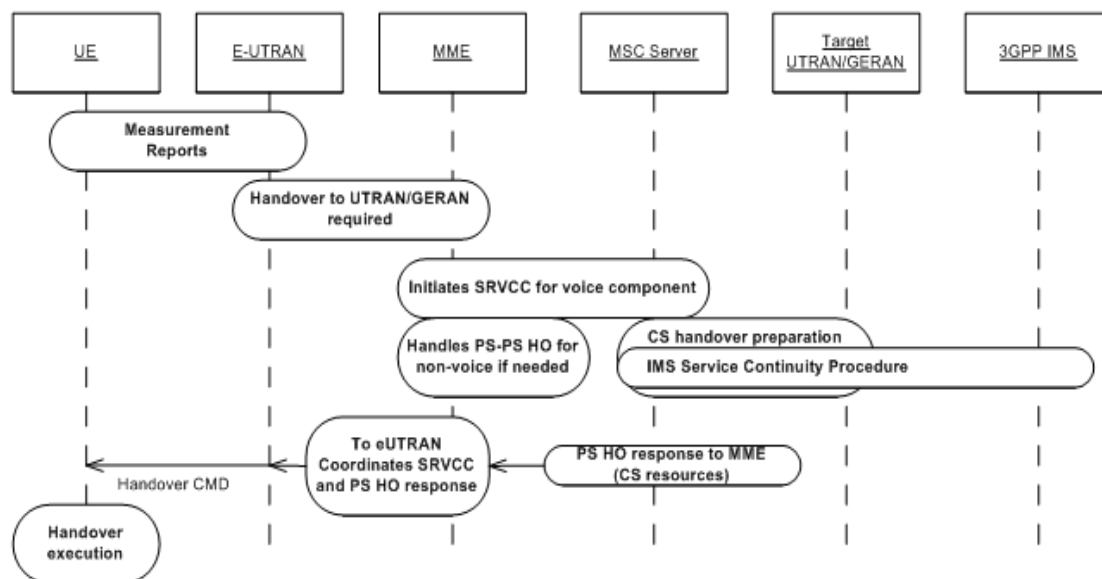 UE
E-UTRAN
MME
MSC Server
Target
UTRAN/GERAN
3GPP IMS
Measurement
Reports
Handover to UTRAN/GERAN
required
Initiates SRVCC for voice component
Handles PS-PS HO for
non-voice if needed
CS handover preparation
IMS Service Continuity Procedure
To eUTRAN
Coordinates SRVCC
and PS HO response
PS HO response to MME
(CS resources)
Handover CMD
Handover
execution